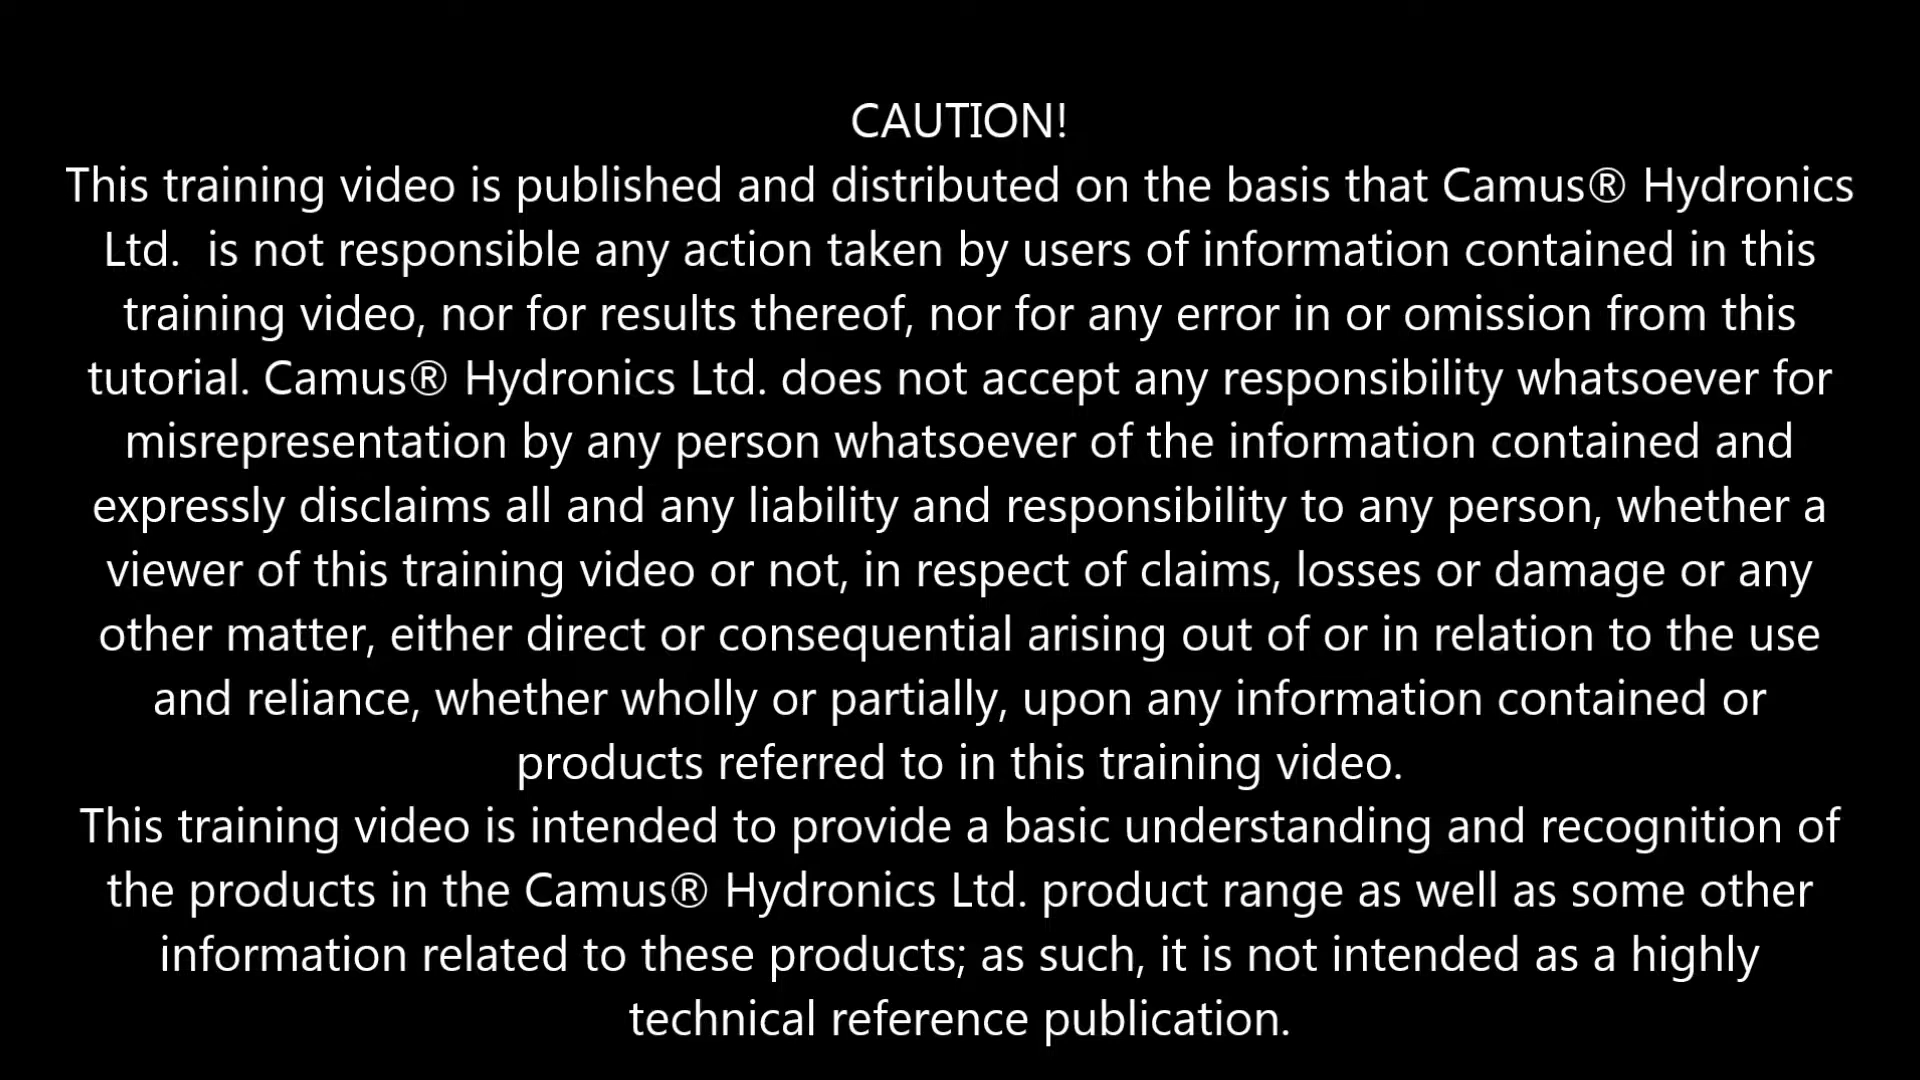 CAUTION!
This training video is published and distributed on the basis that Camus® Hydronics
Ltd.  is not responsible any action taken by users of information contained in this
training video, nor for results thereof, nor for any error in or omission from this
tutorial. Camus® Hydronics Ltd. does not accept any responsibility whatsoever for
misrepresentation by any person whatsoever of the information contained and
expressly disclaims all and any liability and responsibility to any person, whether a
viewer of this training video or not, in respect of claims, losses or damage or any
other matter, either direct or consequential arising out of or in relation to the use
and reliance, whether wholly or partially, upon any information contained or
products referred to in this training video.
This training video is intended to provide a basic understanding and recognition of
the products in the Camus® Hydronics Ltd. product range as well as some other
information related to these products; as such, it is not intended as a highly
technical reference publication.